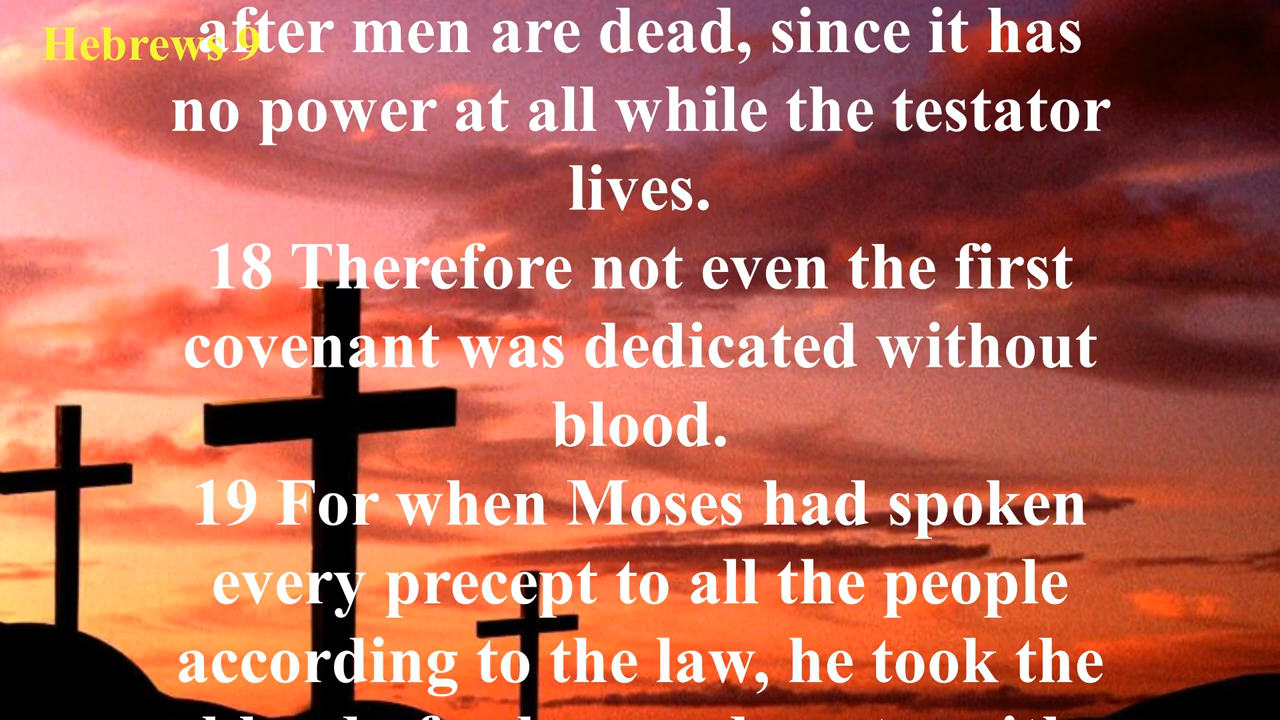 Hebrews 9
after men are dead, since it has
no power at all while the testator
lives.
18 Therefore not even the first
covenant was dedicated without
blood.
19 For when Moses had spoken
every precept to all the people
according to the law, he took the